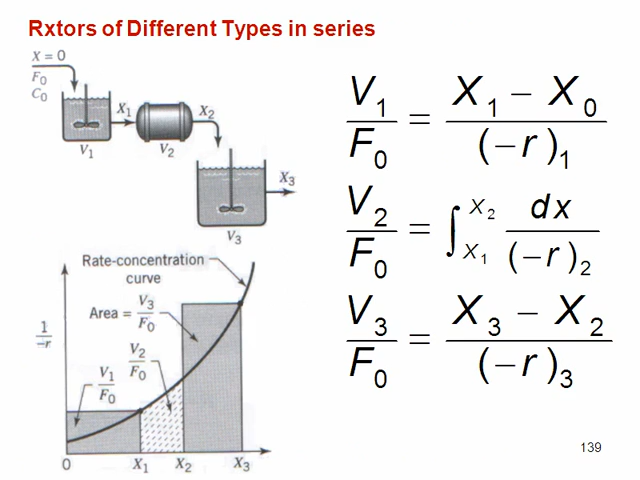 Rxtors of Different Types in series
X = 0
F0
C0
X1
X2
V1
V2
X3
V3
V1/F0 = (X1 − X0)/(−r)1
V2/F0 = ∫X1^X2 dx/(−r)2
V3/F0 = (X3 − X2)/(−r)3
Rate-concentration
curve
Area = V3/F0
1/-r
V2/F0
V1/F0
0 X1 X2 X3
139